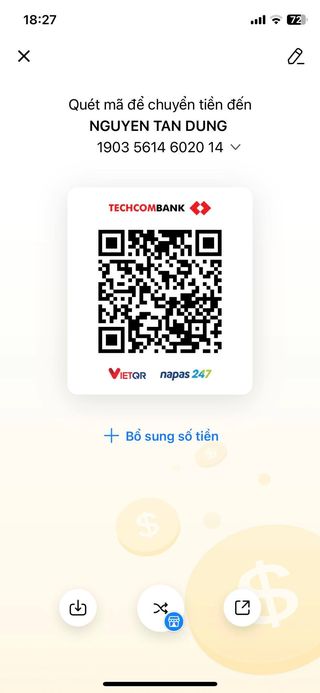 18:27
72
Quét mã để chuyển tiền đến
NGUYEN TAN DUNG
1903 5614 6020 14
TECHCOMBANK
VIETQR napas 247
Bổ sung số tiền
$
$